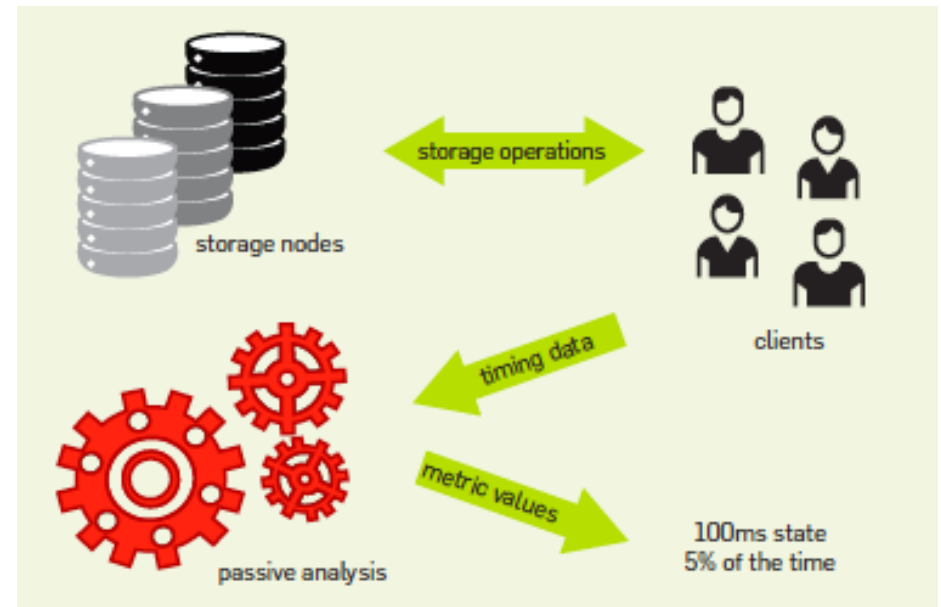 storage operations
storage nodes
clients
timing data
metric values
100ms state
5% of the time
passive analysis